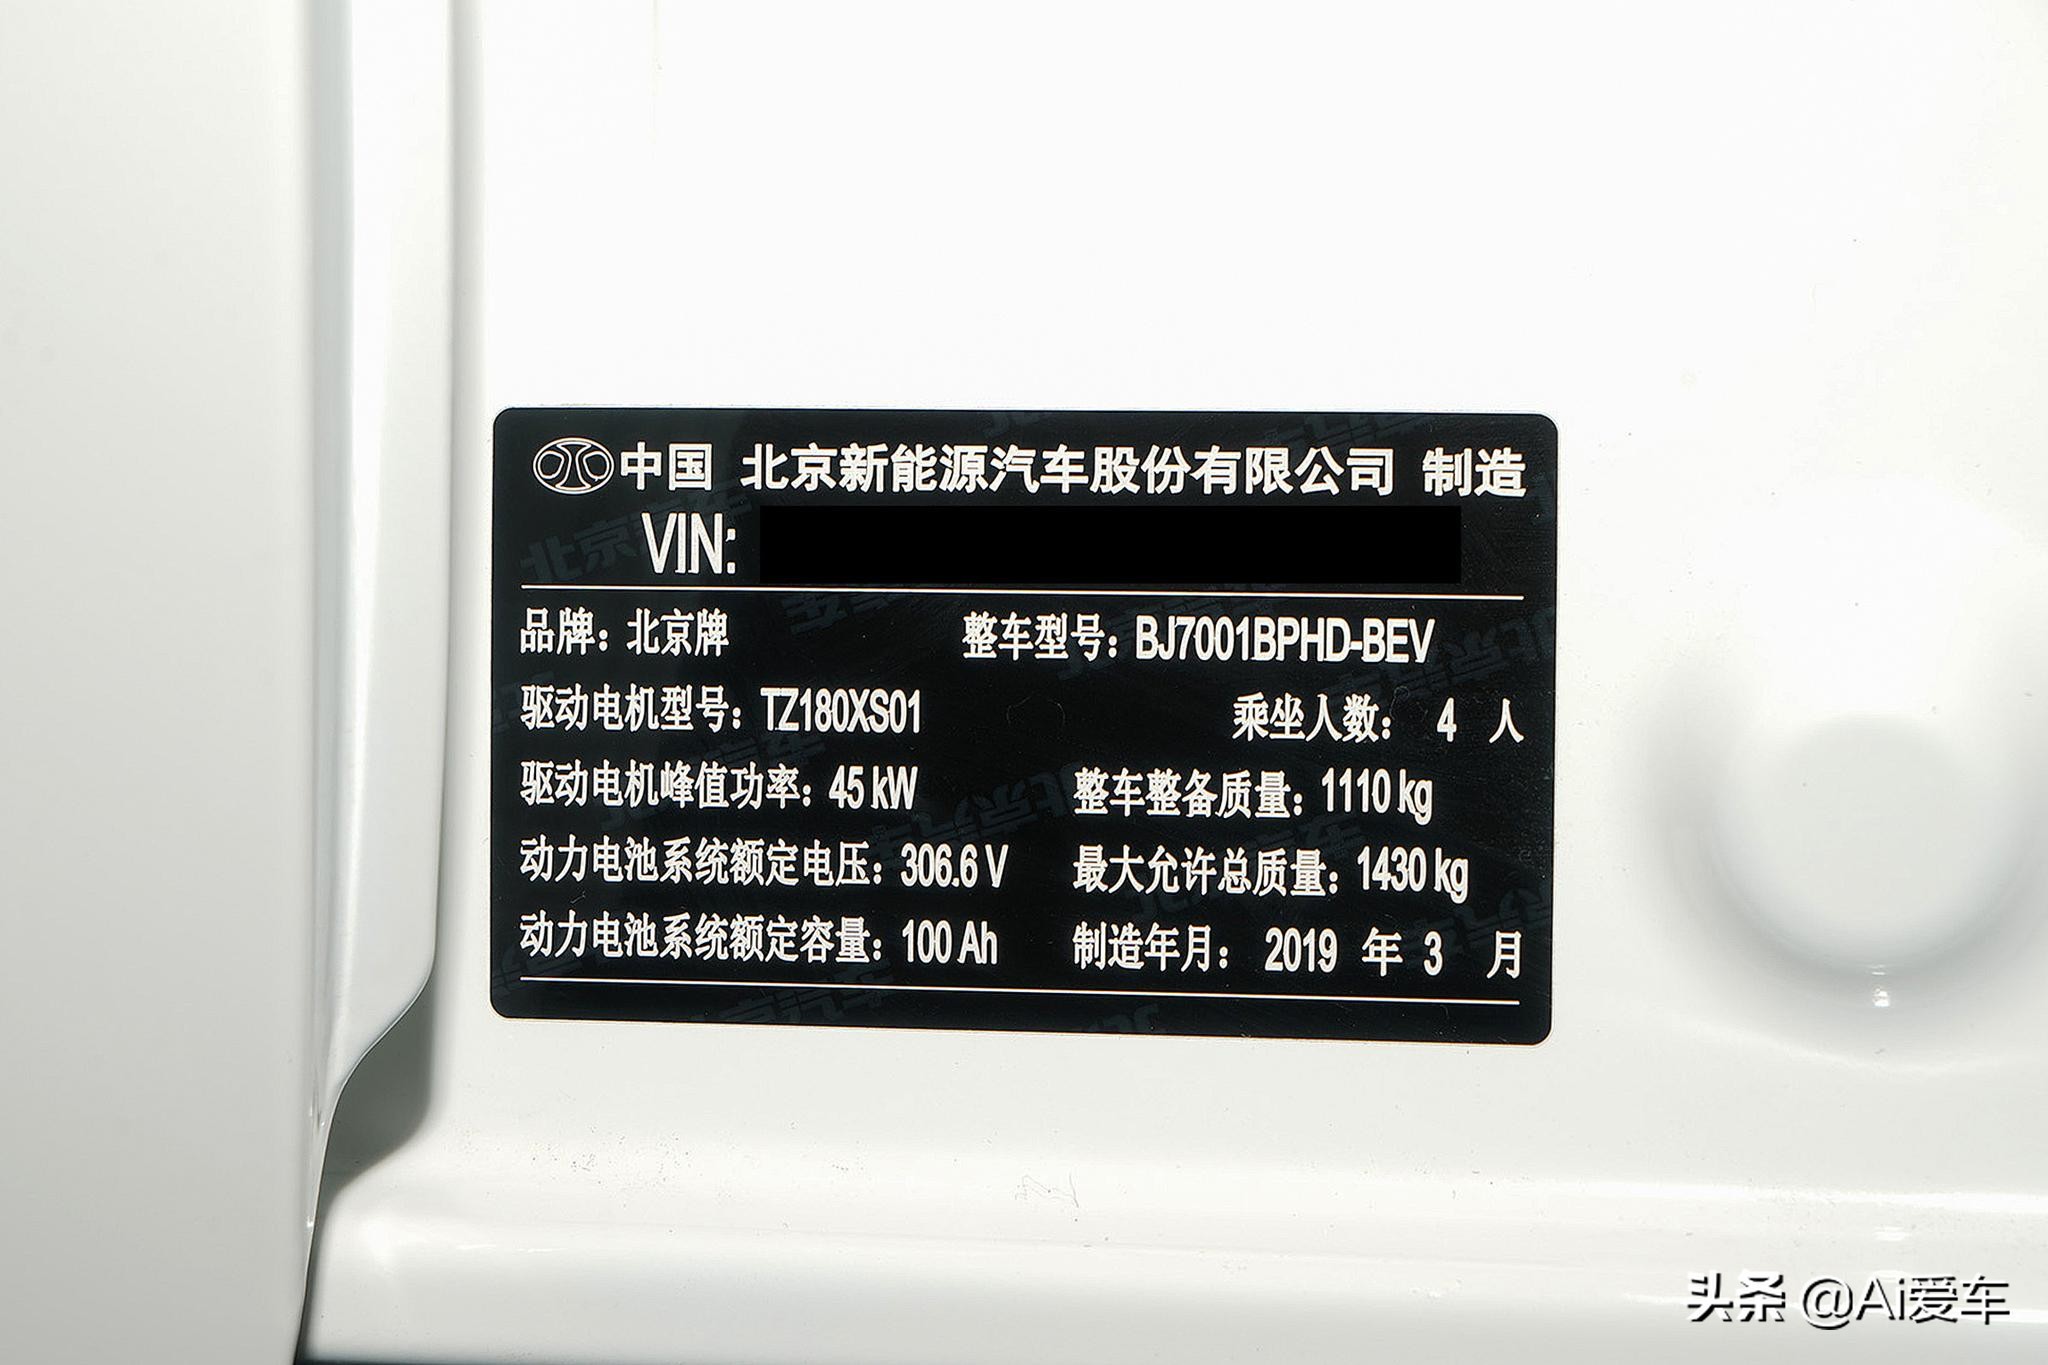 中国 北京新能源汽车股份有限公司 制造
VIN:
品牌：北京牌 整车型号：BJ7001BPHD-BEV
驱动电机型号：TZ180XS01 乘坐人数： 4 人
驱动电机峰值功率：45 kW 整车整备质量：1110 kg
动力电池系统额定电压：306.6 V 最大允许总质量：1430 kg
动力电池系统额定容量：100 Ah 制造年月： 2019 年 3 月
头条 @Ai爱车